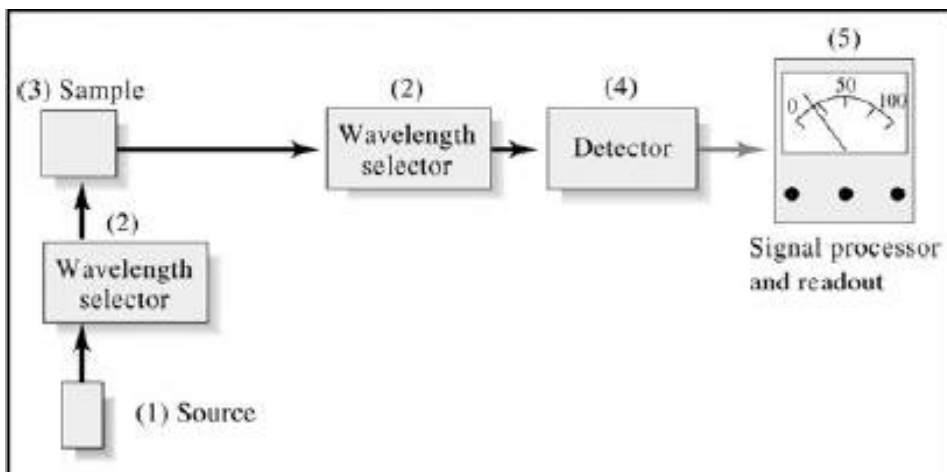 (5)
(3) Sample
(2)
(4)
0 50 100
Wavelength
selector
Detector
(2)
Wavelength
selector
Signal processor
and readout
(1) Source